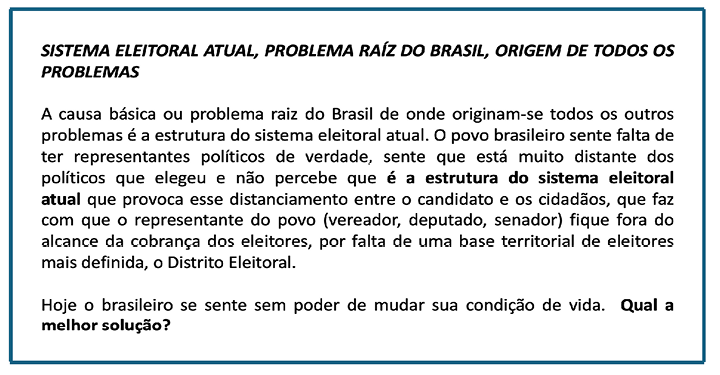 SISTEMA ELEITORAL ATUAL, PROBLEMA RAÍZ DO BRASIL, ORIGEM DE TODOS OS
PROBLEMAS
A causa básica ou problema raiz do Brasil de onde originam-se todos os outros
problemas é a estrutura do sistema eleitoral atual. O povo brasileiro sente falta de
ter representantes políticos de verdade, sente que está muito distante dos
políticos que elegeu e não percebe que é a estrutura do sistema eleitoral
atual que provoca esse distanciamento entre o candidato e os cidadãos, que faz
com que o representante do povo (vereador, deputado, senador) fique fora do
alcance da cobrança dos eleitores, por falta de uma base territorial de eleitores
mais definida, o Distrito Eleitoral.
Hoje o brasileiro se sente sem poder de mudar sua condição de vida. Qual a
melhor solução?